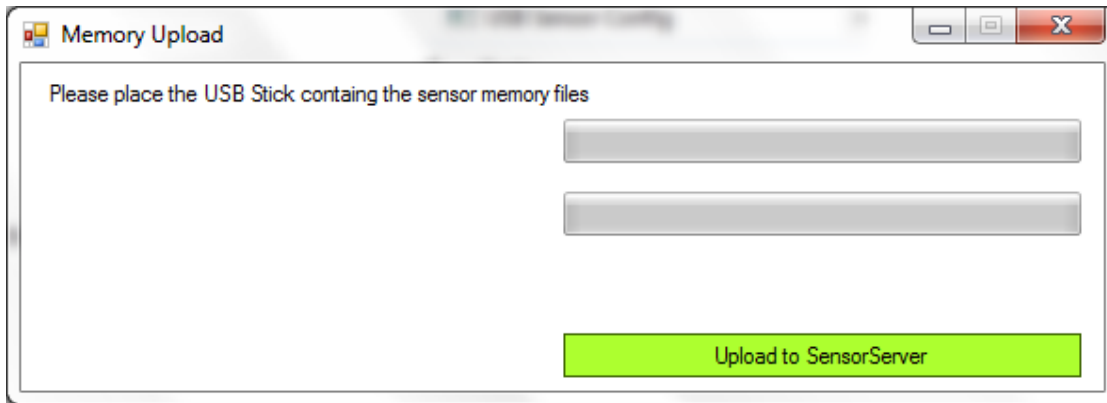 Memory Upload
Please place the USB Stick containg the sensor memory files
Upload to SensorServer